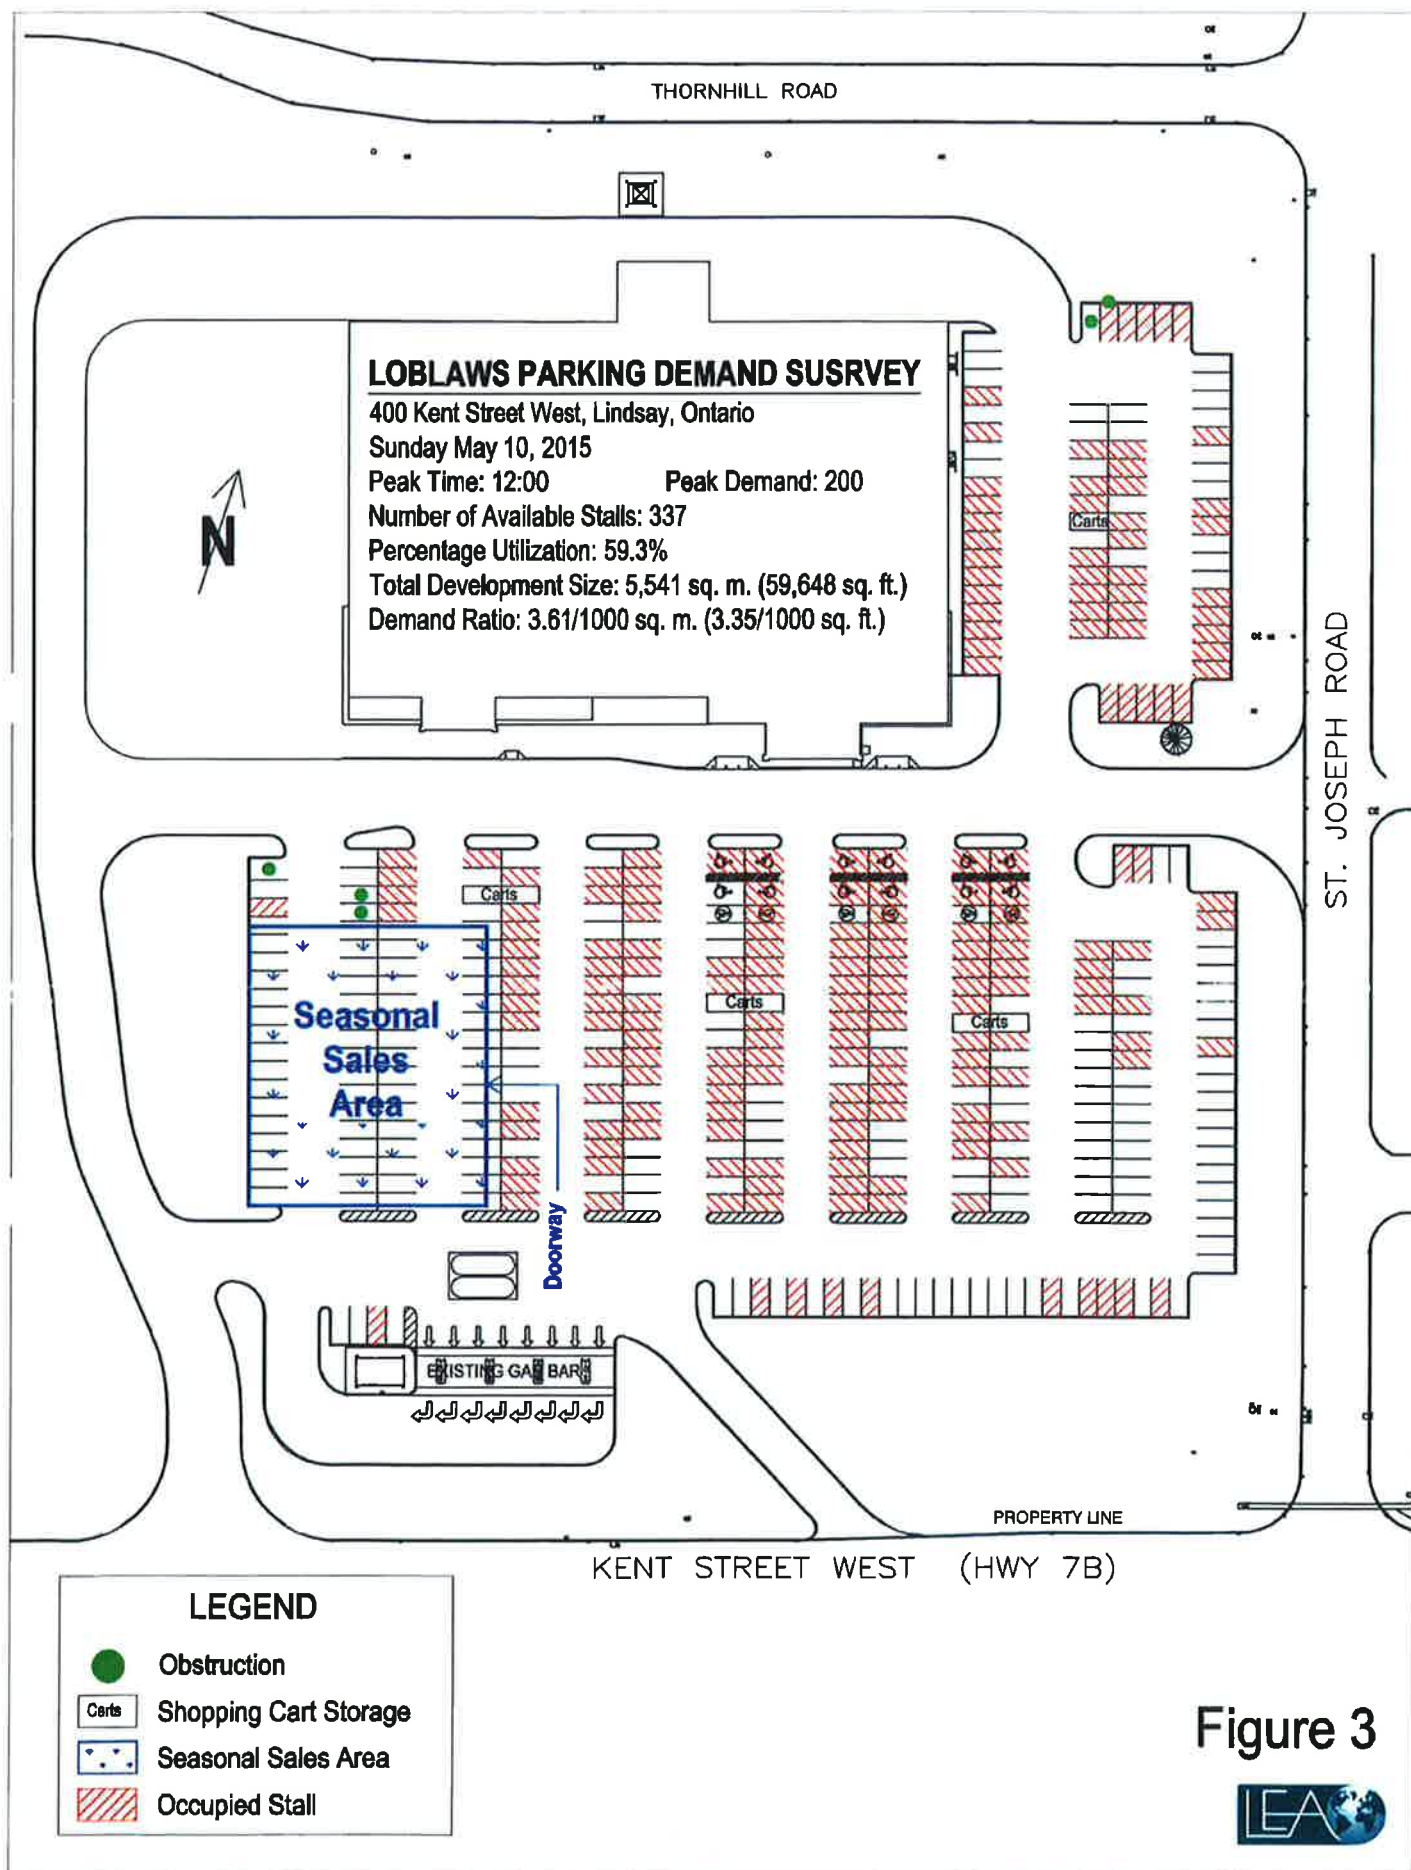 THORNHILL ROAD
LOBLAWS PARKING DEMAND SUSRVEY
400 Kent Street West, Lindsay, Ontario
Sunday May 10, 2015
Peak Time: 12:00 Peak Demand: 200
Number of Available Stalls: 337
Percentage Utilization: 59.3%
Total Development Size: 5,541 sq. m. (59,648 sq. ft.)
Demand Ratio: 3.61/1000 sq. m. (3.35/1000 sq. ft.)
N
Carts
ST. JOSEPH ROAD
Carts
Carts
Carts
Seasonal
Sales
Area
Doorway
EXISTING GAS BAR
PROPERTY LINE
KENT STREET WEST (HWY 7B)
LEGEND
Obstruction
Carts Shopping Cart Storage
Seasonal Sales Area
Occupied Stall
Figure 3
LEA